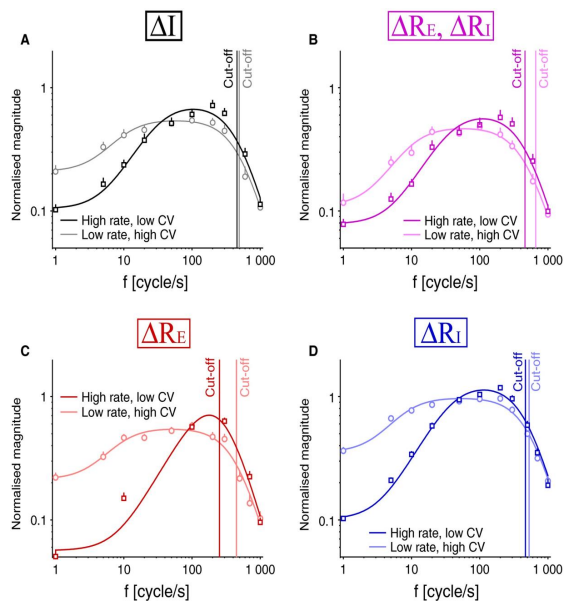 A
ΔI
Normalised magnitude
1
0.1
Cut-off
Cut-off
High rate, low CV
Low rate, high CV
1
10
100
1 000
f [cycle/s]
B
ΔRE, ΔRI
Normalised magnitude
1
0.1
Cut-off
Cut-off
High rate, low CV
Low rate, high CV
1
10
100
1 000
f [cycle/s]
C
ΔRE
Normalised magnitude
1
0.1
Cut-off
Cut-off
High rate, low CV
Low rate, high CV
1
10
100
1 000
f [cycle/s]
D
ΔRI
Normalised magnitude
1
0.1
Cut-off
Cut-off
High rate, low CV
Low rate, high CV
1
10
100
1 000
f [cycle/s]